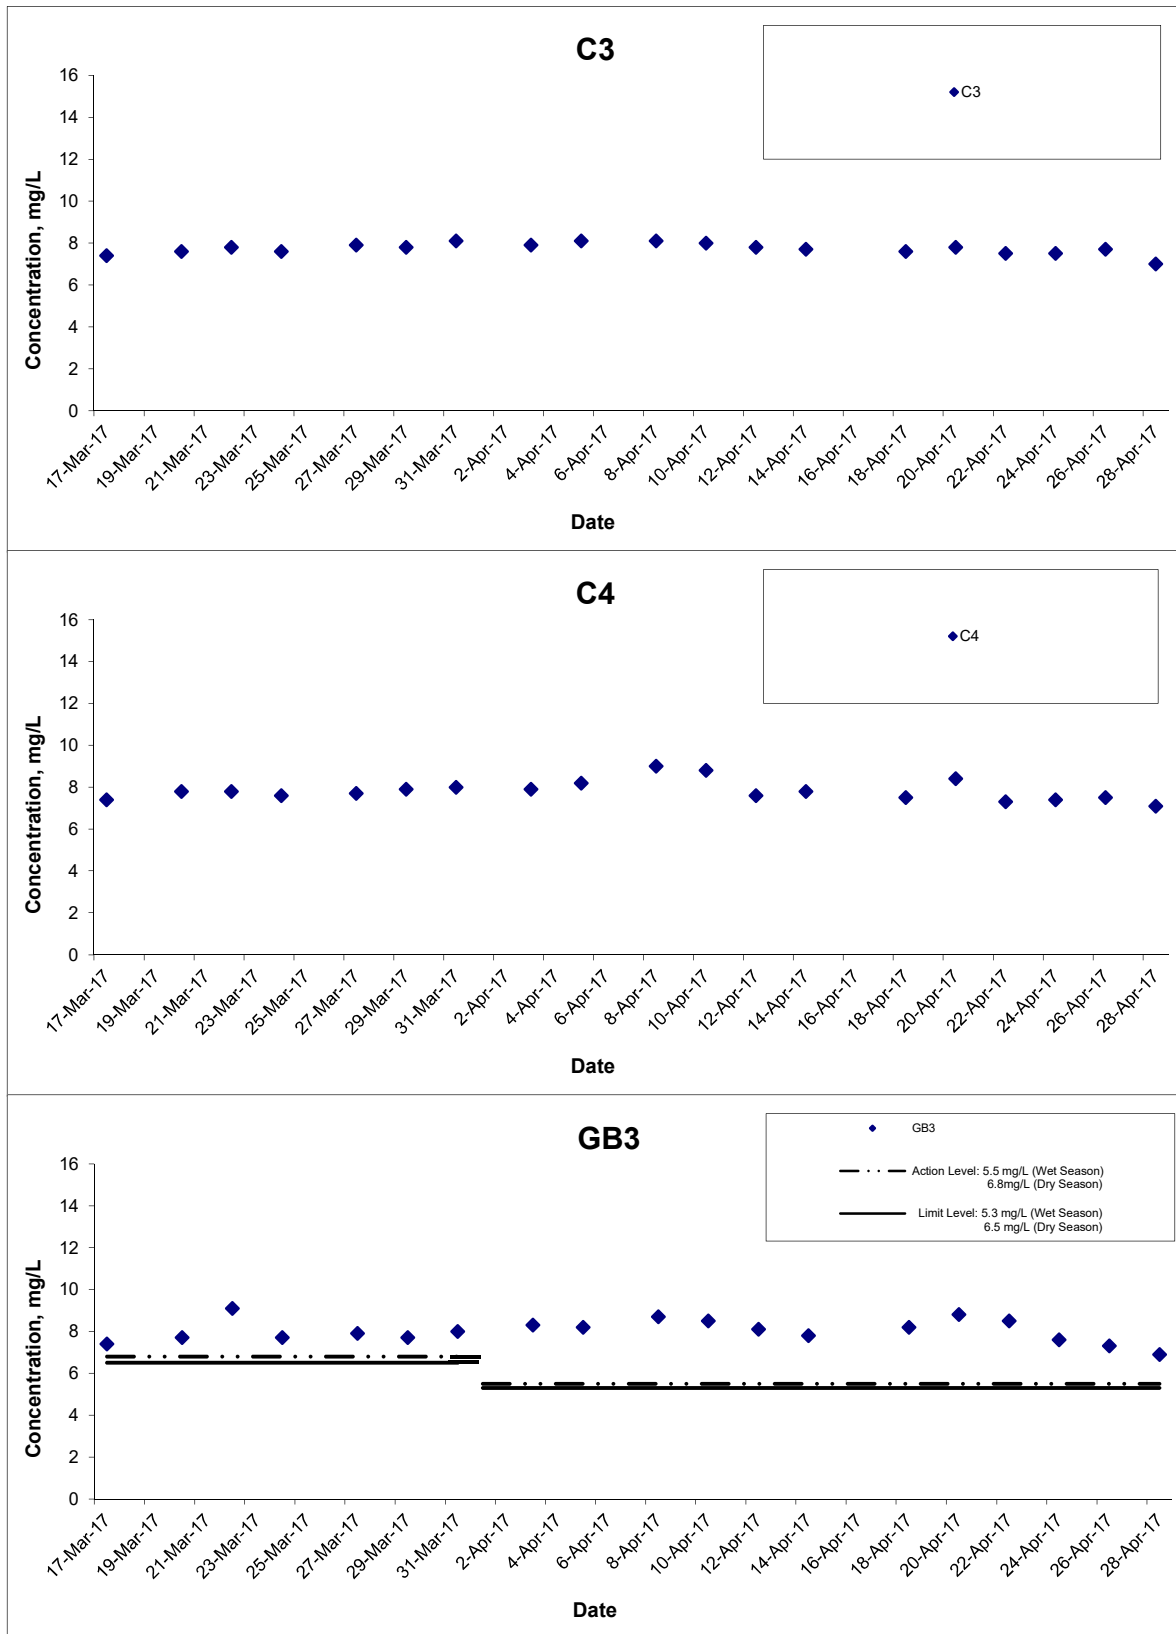 C3
C3
16
14
12
10
8
6
4
2
0
Concentration, mg/L
17-Mar-17
19-Mar-17
21-Mar-17
23-Mar-17
25-Mar-17
27-Mar-17
29-Mar-17
31-Mar-17
2-Apr-17
4-Apr-17
6-Apr-17
8-Apr-17
10-Apr-17
12-Apr-17
14-Apr-17
16-Apr-17
18-Apr-17
20-Apr-17
22-Apr-17
24-Apr-17
26-Apr-17
28-Apr-17
Date
C4
C4
16
14
12
10
8
6
4
2
0
Concentration, mg/L
17-Mar-17
19-Mar-17
21-Mar-17
23-Mar-17
25-Mar-17
27-Mar-17
29-Mar-17
31-Mar-17
2-Apr-17
4-Apr-17
6-Apr-17
8-Apr-17
10-Apr-17
12-Apr-17
14-Apr-17
16-Apr-17
18-Apr-17
20-Apr-17
22-Apr-17
24-Apr-17
26-Apr-17
28-Apr-17
Date
GB3
GB3
Action Level: 5.5 mg/L (Wet Season)
6.8mg/L (Dry Season)
Limit Level: 5.3 mg/L (Wet Season)
6.5 mg/L (Dry Season)
16
14
12
10
8
6
4
2
0
Concentration, mg/L
17-Mar-17
19-Mar-17
21-Mar-17
23-Mar-17
25-Mar-17
27-Mar-17
29-Mar-17
31-Mar-17
2-Apr-17
4-Apr-17
6-Apr-17
8-Apr-17
10-Apr-17
12-Apr-17
14-Apr-17
16-Apr-17
18-Apr-17
20-Apr-17
22-Apr-17
24-Apr-17
26-Apr-17
28-Apr-17
Date